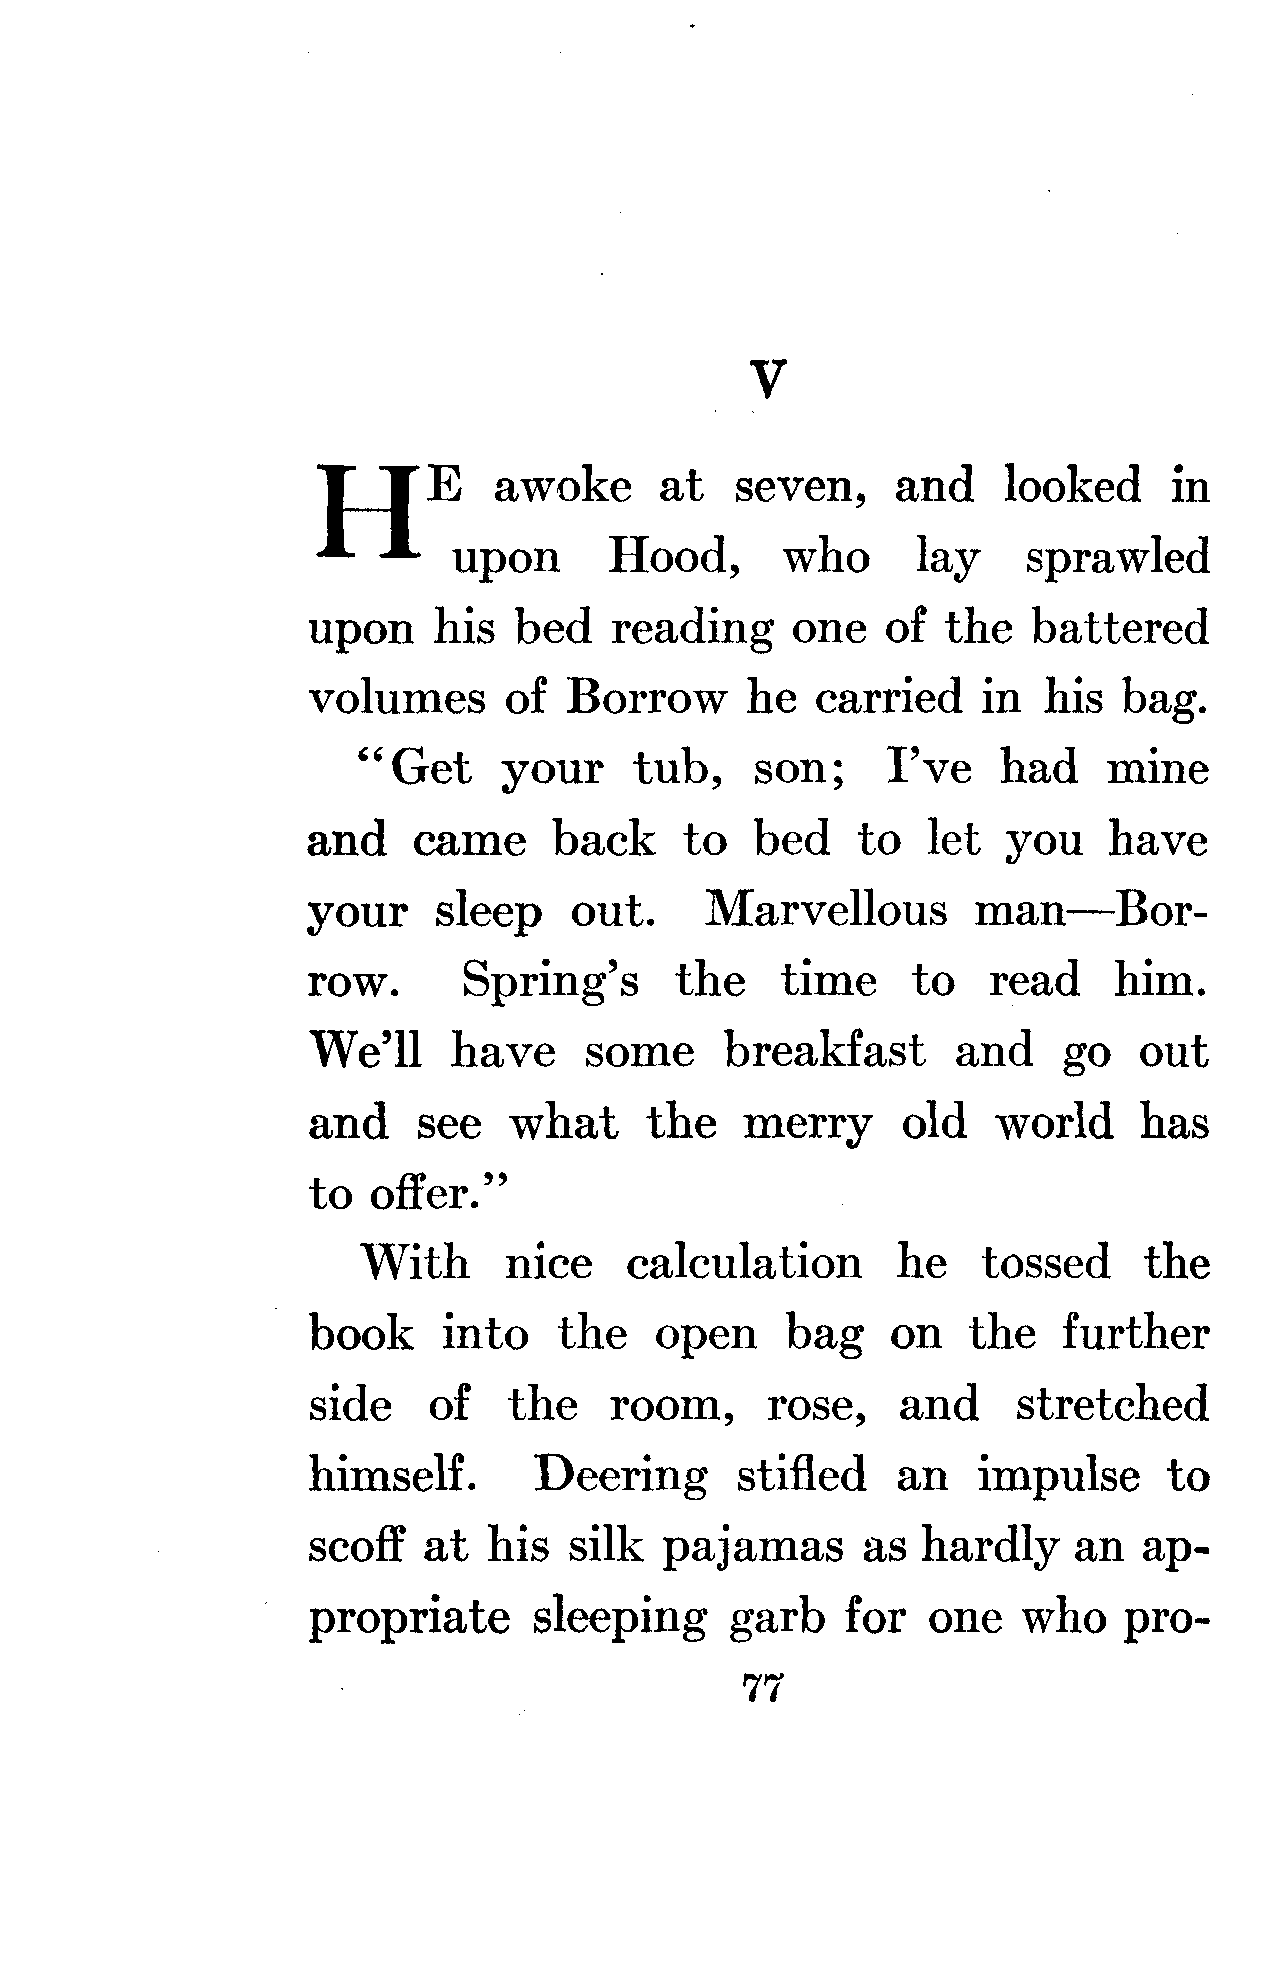 V
HE awoke at seven, and looked in
upon Hood, who lay sprawled
upon his bed reading one of the battered
volumes of Borrow he carried in his bag.
“Get your tub, son; I’ve had mine
and came back to bed to let you have
your sleep out. Marvellous man—Bor-
row. Spring’s the time to read him.
We’ll have some breakfast and go out
and see what the merry old world has
to offer.”
With nice calculation he tossed the
book into the open bag on the further
side of the room, rose, and stretched
himself. Deering stifled an impulse to
scoff at his silk pajamas as hardly an ap-
propriate sleeping garb for one who pro-
77